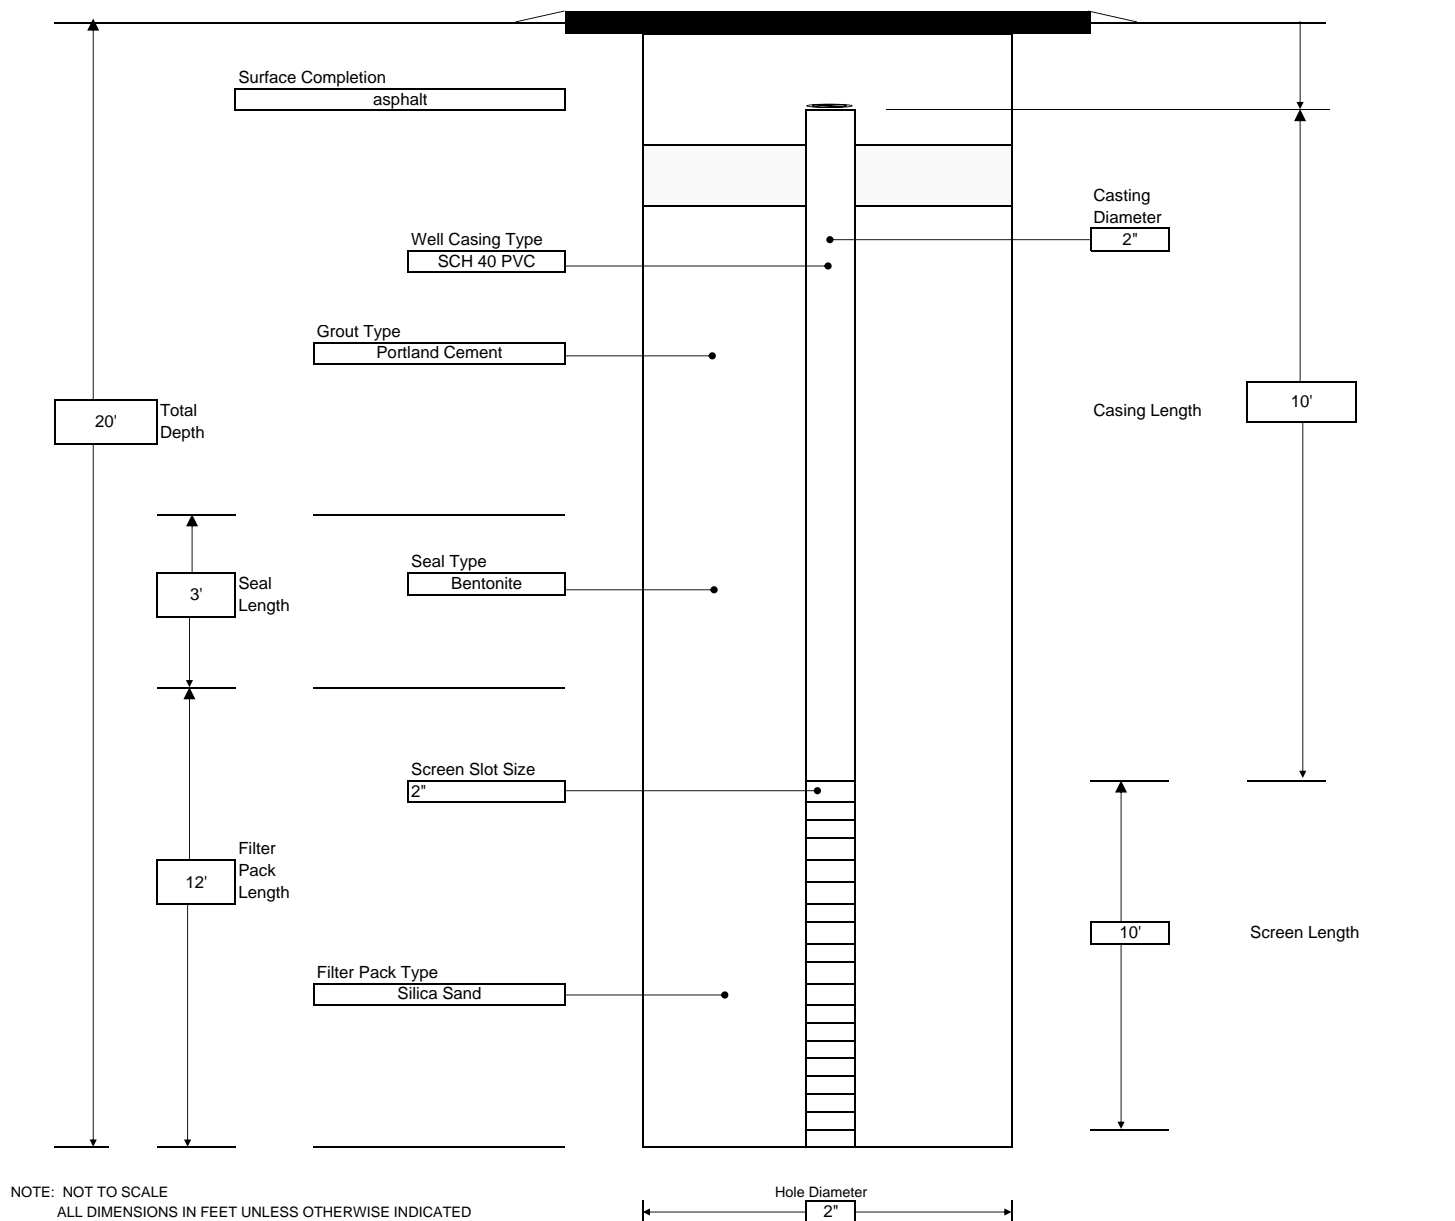 Surface Completion
asphalt
Casting
Diameter
2"
Well Casing Type
SCH 40 PVC
Grout Type
Portland Cement
20'
Total
Depth
Casing Length
10'
Seal Type
Bentonite
3'
Seal
Length
Screen Slot Size
2"
Filter
Pack
Length
12'
10'
Screen Length
Filter Pack Type
Silica Sand
NOTE: NOT TO SCALE
ALL DIMENSIONS IN FEET UNLESS OTHERWISE INDICATED
Hole Diameter
2"